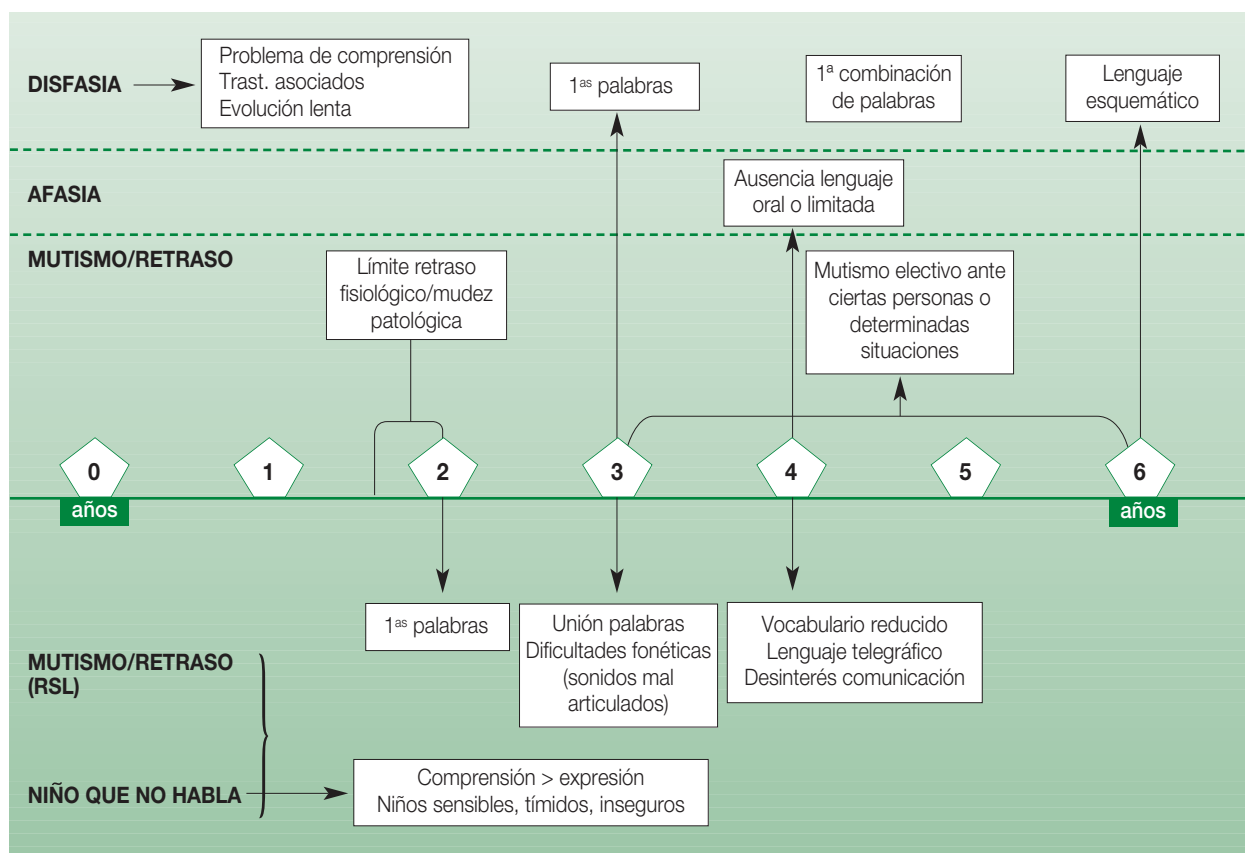 DISFASIA
Problema de comprensión
Trast. asociados
Evolución lenta
1as palabras
1ª combinación
de palabras
Lenguaje
esquemático
AFASIA
Ausencia lenguaje
oral o limitada
MUTISMO/RETRASO
Límite retraso
fisiológico/mudez
patológica
Mutismo electivo ante
ciertas personas o
determinadas
situaciones
0
1
2
3
4
5
6
años
años
1as palabras
Unión palabras
Dificultades fonéticas
(sonidos mal
articulados)
Vocabulario reducido
Lenguaje telegráfico
Desinterés comunicación
MUTISMO/RETRASO
(RSL)
NIÑO QUE NO HABLA
Comprensión > expresión
Niños sensibles, tímidos, inseguros